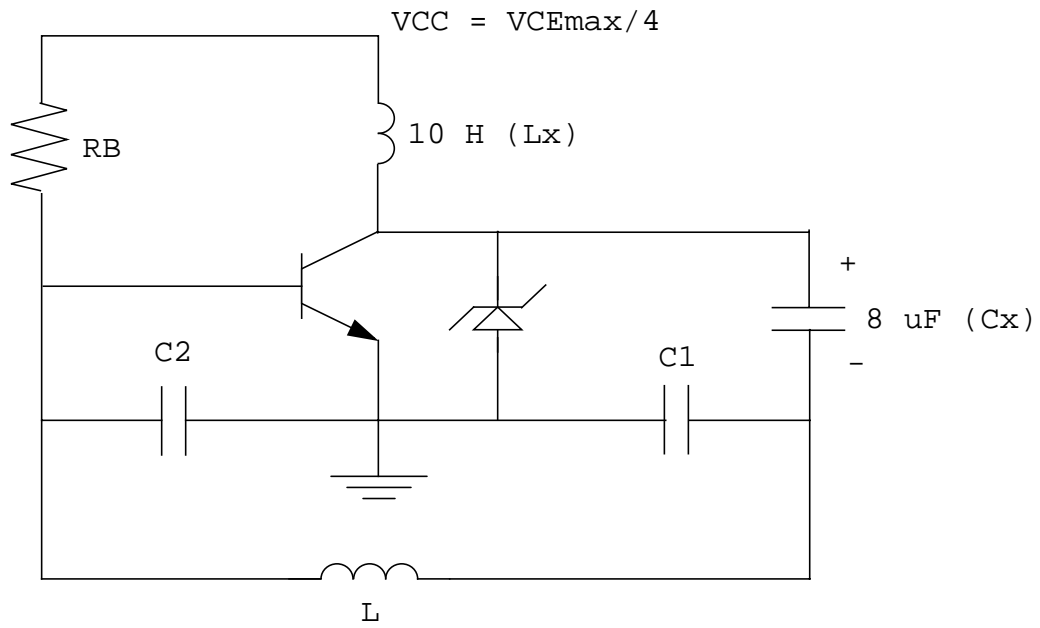 VCC = VCEmax/4
10 H (Lx)
RB
+
8 uF (Cx)
C2
C1
−
L